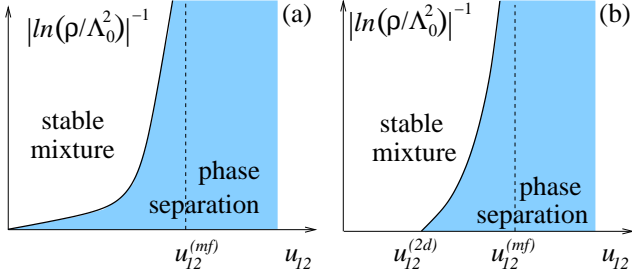 |ln(ρ/Λ₀²)|⁻¹ (a)
stable
mixture
phase
separation
u₁₂⁽ᵐᶠ⁾ u₁₂
|ln(ρ/Λ₀²)|⁻¹ (b)
stable
mixture
phase
separation
u₁₂⁽²ᵈ⁾ u₁₂⁽ᵐᶠ⁾ u₁₂